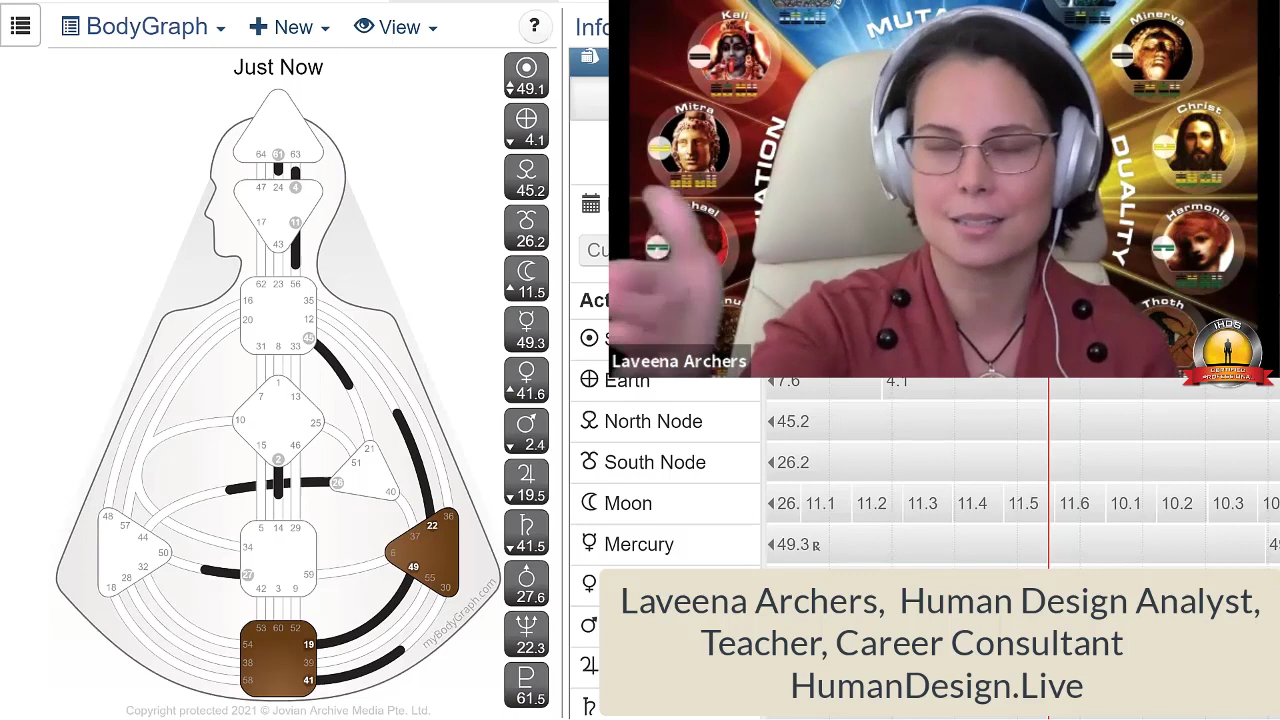 BodyGraph
New
View
?
Info
Just Now
49.1
4.1
45.2
26.2
11.5
49.3
41.6
2.4
19.5
41.5
27.6
22.3
61.5
64 61 63
47 24 4
17 11
43
62 23 56
16 35
20 12
45
31 8 33
1
7 13
10 25
15 46
2
21
51
26
40
48
57
44
50
32
28
18
5 14 29
34
27 59
42 3 9
36
22
37
6
49
55
30
53 60 52
54 19
38 39
58 41
myBodyGraph.com
Copyright protected 2021 © Jovian Archive Media Pte. Ltd.
Kali
MUTA
Minerva
Mitra
Christ
DUALITY
Harmonia
Thoth
IHDS
CERTIFIED
Laveena Archers
Cu
Act
Earth 7.6 4.1
North Node 45.2
South Node 26.2
Moon 26. 11.1 11.2 11.3 11.4 11.5 11.6 10.1 10.2 10.3 10
Mercury 49.3 R 49
Laveena Archers, Human Design Analyst,
Teacher, Career Consultant
HumanDesign.Live